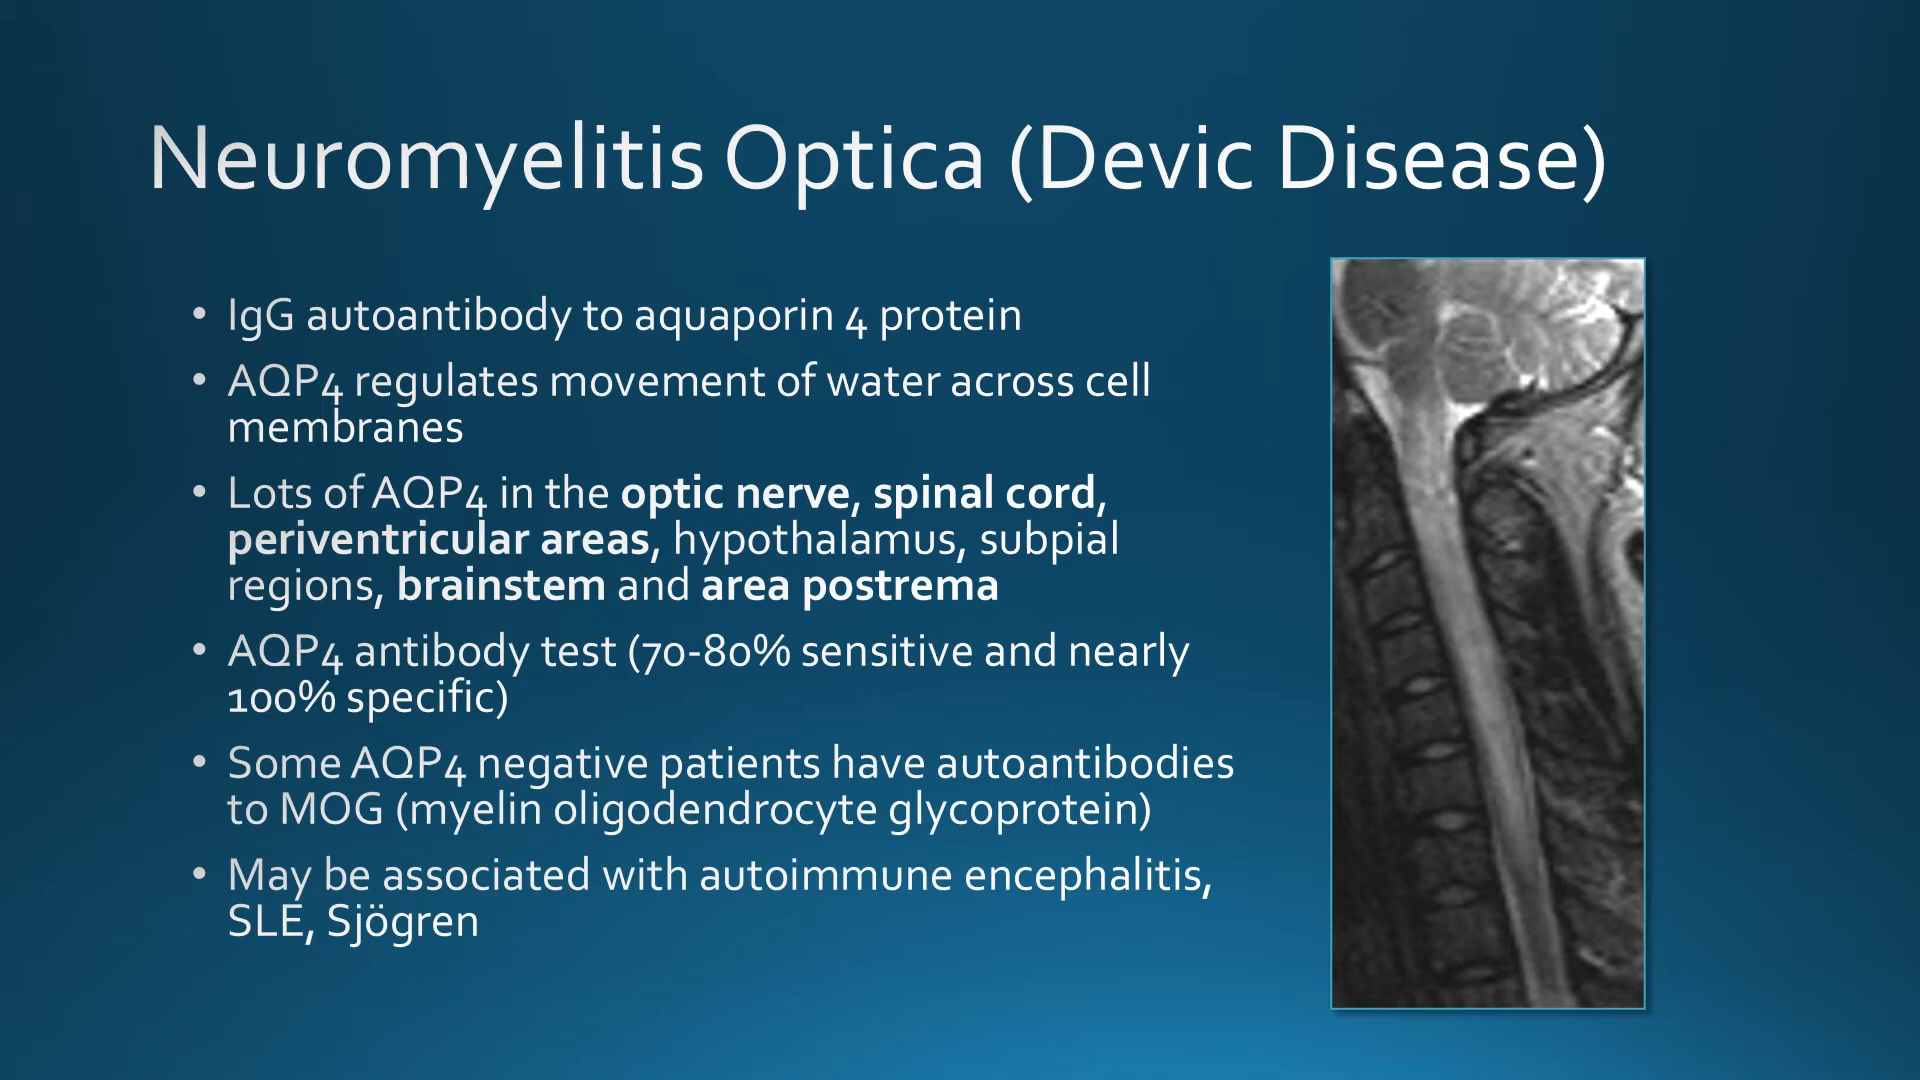 Neuromyelitis Optica (Devic Disease)
• IgG autoantibody to aquaporin 4 protein
• AQP4 regulates movement of water across cell
membranes
• Lots of AQP4 in the optic nerve, spinal cord,
periventricular areas, hypothalamus, subpial
regions, brainstem and area postrema
• AQP4 antibody test (70-80% sensitive and nearly
100% specific)
• Some AQP4 negative patients have autoantibodies
to MOG (myelin oligodendrocyte glycoprotein)
• May be associated with autoimmune encephalitis,
SLE, Sjögren